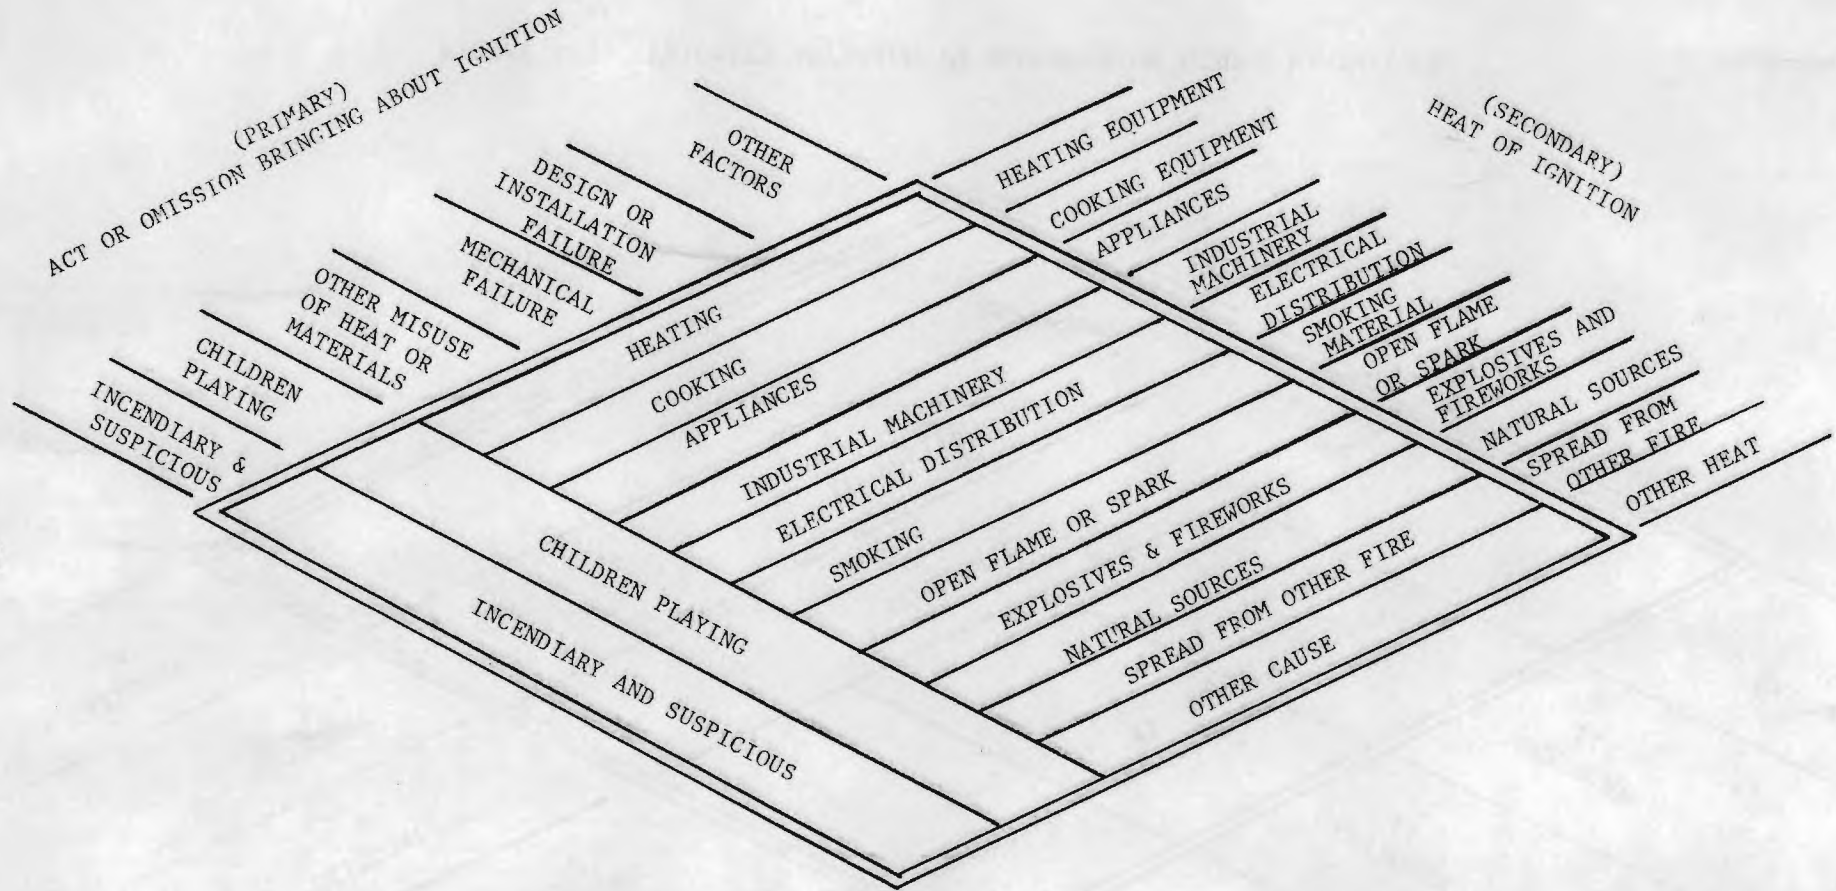 (PRIMARY)
ACT OR OMISSION BRINGING ABOUT IGNITION
INCENDIARY &
SUSPICIOUS
CHILDREN
PLAYING
OTHER MISUSE
OF HEAT OR
MATERIALS
MECHANICAL
FAILURE
DESIGN OR
INSTALLATION
FAILURE
OTHER
FACTORS
(SECONDARY)
HEAT OF IGNITION
HEATING EQUIPMENT
COOKING EQUIPMENT
APPLIANCES
INDUSTRIAL
MACHINERY
ELECTRICAL
DISTRIBUTION
SMOKING
MATERIAL
OPEN FLAME
OR SPARK
EXPLOSIVES AND
FIREWORKS
NATURAL SOURCES
SPREAD FROM
OTHER FIRE
OTHER HEAT
HEATING
COOKING
APPLIANCES
INDUSTRIAL MACHINERY
ELECTRICAL DISTRIBUTION
SMOKING
OPEN FLAME OR SPARK
EXPLOSIVES & FIREWORKS
NATURAL SOURCES
SPREAD FROM OTHER FIRE
OTHER CAUSE
CHILDREN PLAYING
INCENDIARY AND SUSPICIOUS